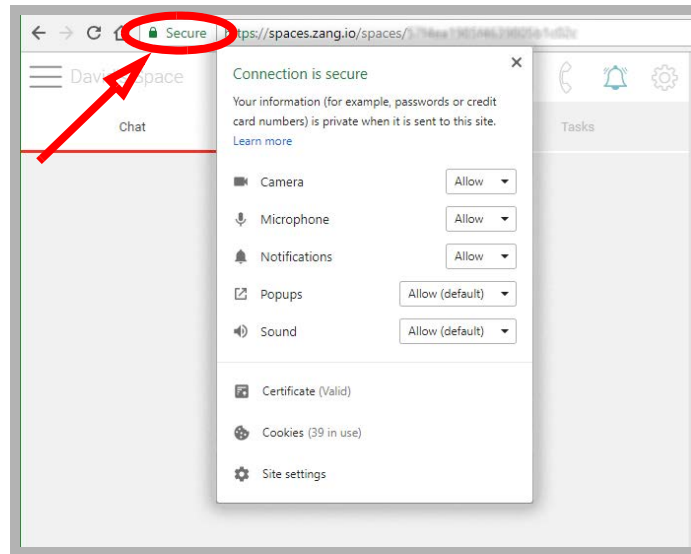 Secure https://spaces.zang.io/spaces/
Space
Chat
Tasks
Connection is secure
Your information (for example, passwords or credit
card numbers) is private when it is sent to this site.
Learn more
Camera Allow
Microphone Allow
Notifications Allow
Popups Allow (default)
Sound Allow (default)
Certificate (Valid)
Cookies (39 in use)
Site settings